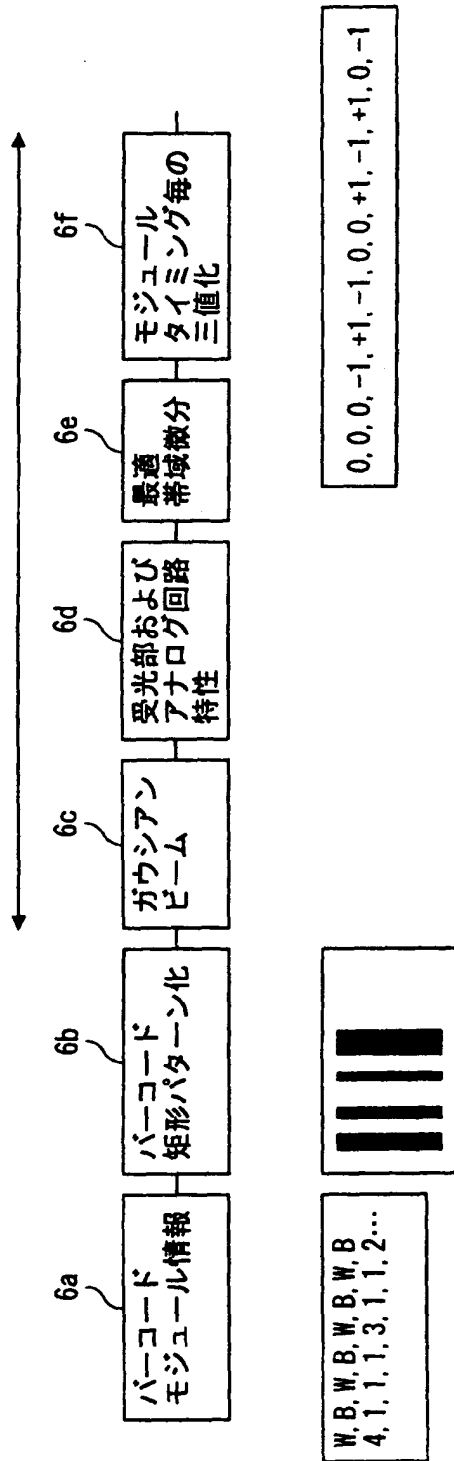 6a
バーコード
モジュール情報
6b
バーコード
矩形パターン化
6c
ガウシアン
ビーム
6d
受光部および
アナログ回路
特性
6e
最適
帯域微分
6f
モジュール
タイミング毎の
三値化
W, B, W, B, W, B, W, B
4, 1, 1, 1, 3, 1, 1, 2…
0, 0, 0, -1, +1, -1, 0, 0, +1, -1, +1, 0, -1